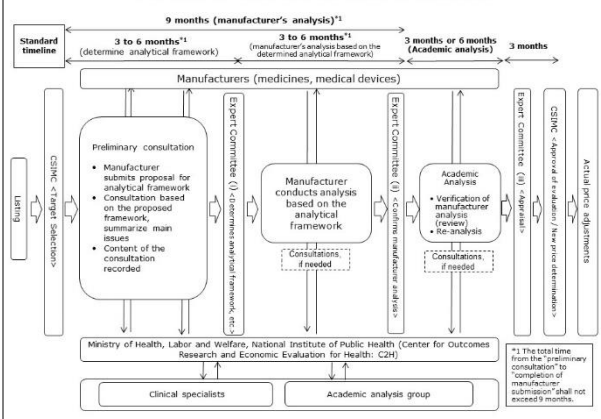 9 months (manufacturer's analysis)*1
Standard
timeline
3 to 6 months*1
(determine analytical framework)
3 to 6 months*1
(manufacturer's analysis based on the
determined analytical framework)
3 months or 6 months
(Academic analysis)
3 months
Manufacturers (medicines, medical devices)
Listing
CSIMC <Target Selection>
Preliminary consultation
• Manufacturer
submits proposal for
analytical framework
• Consultation based
on the proposed
framework,
summarize main
issues
• Content of the
consultation
recorded
Expert Committee (i)
<Determines analytical framework, etc.>
Manufacturer
conducts analysis
based on the
analytical
framework
Consultations,
if needed
Expert Committee (ii)
<Confirms manufacturer analysis>
Academic
Analysis
• Verification of
manufacturer
analysis
(review)
• Re-analysis
Consultations,
if needed
Expert Committee (iii)
<Appraisal>
CSIMC <Approval of evaluation / New price determination>
Actual price adjustments
Ministry of Health, Labor and Welfare, National Institute of Public Health (Center for Outcomes
Research and Economic Evaluation for Health: C2H)
Clinical specialists
Academic analysis group
*1 The total time
from the "preliminary
consultation" to
"completion of
manufacturer
submission" shall not
exceed 9 months.